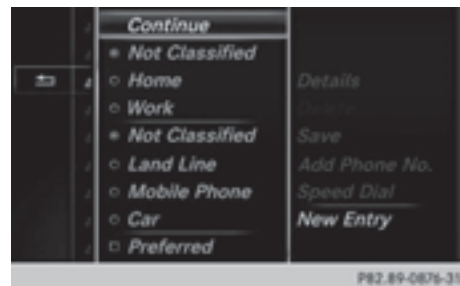 Continue
Not Classified
Home
Work
Not Classified
Land Line
Mobile Phone
Car
Preferred
Details
Delete
Save
Add Phone No.
Speed Dial
New Entry
P82.89-0876-31